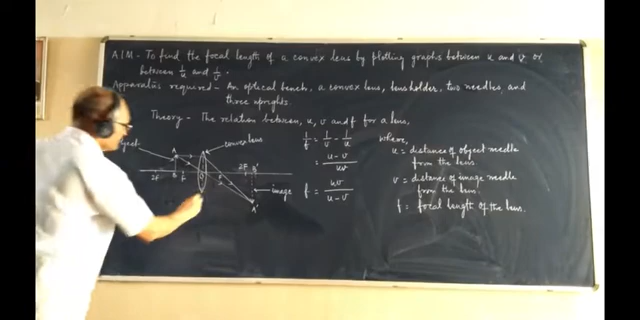 AIM - To find the focal length of a convex lens by plotting graphs between u and v or
between 1/u and 1/v.
Apparatus required - An optical bench, a convex lens, lensholder, two needles, and
three uprights.
Theory - The relation between, u, v and f for a lens,
object
A
convex lens
2F
B
F
2F
B'
image
A'
1/f = 1/v - 1/u
= u - v / uv
f = uv / u - v
where,
u = distance of object needle
from the lens.
v = distance of image needle
from the lens.
f = focal length of the lens.